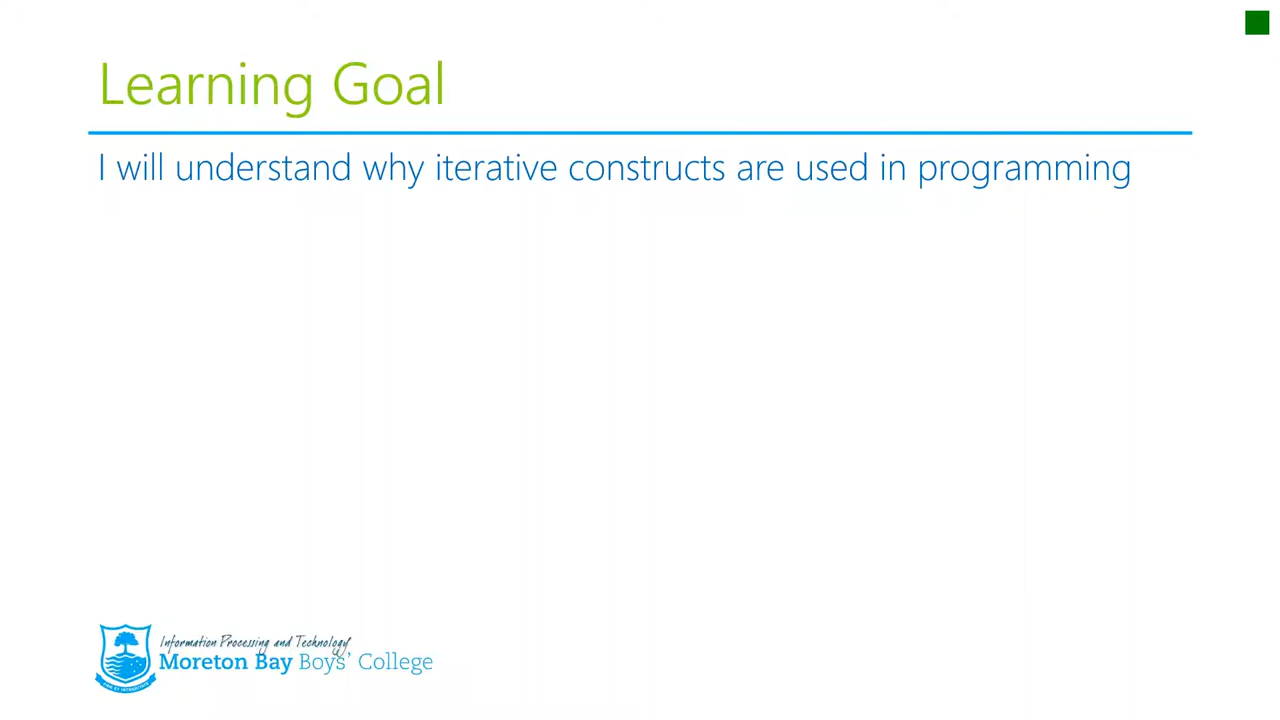 Learning Goal
I will understand why iterative constructs are used in programming
Information Processing and Technology
Moreton Bay Boys' College